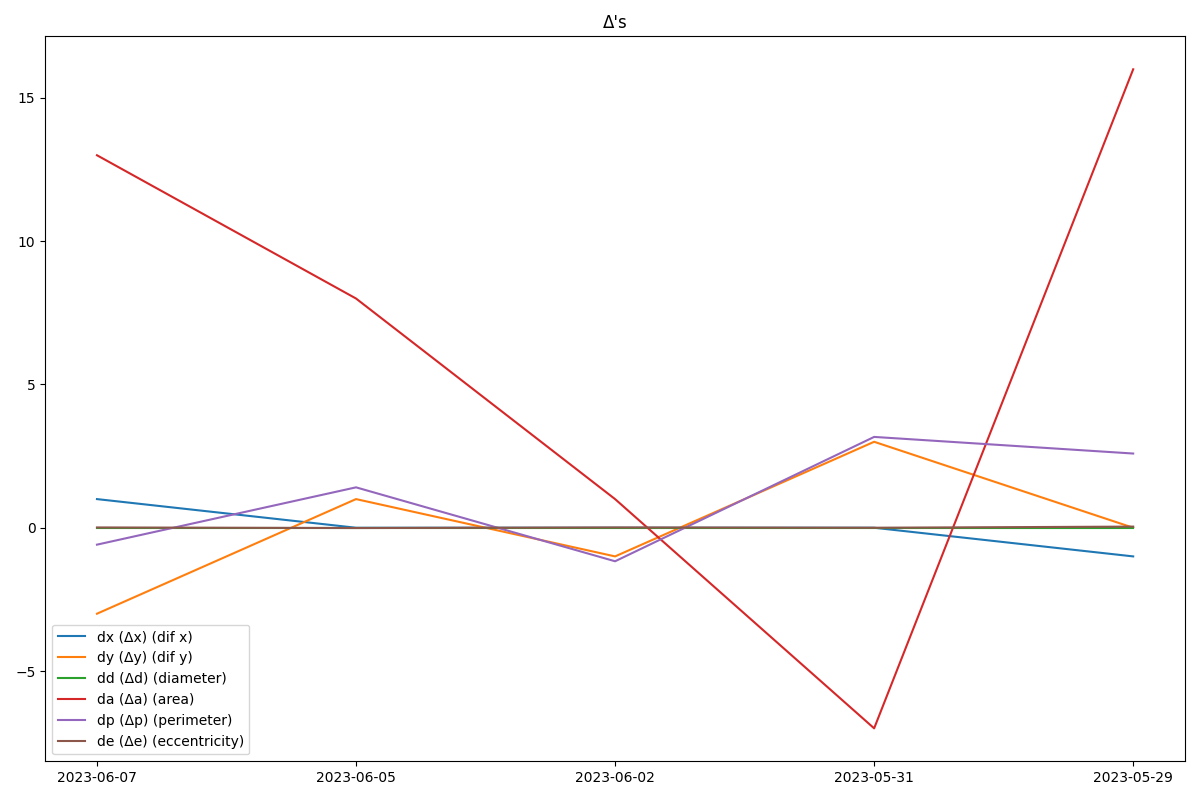 Δ's
15
10
5
0
−5
dx (Δx) (dif x)
dy (Δy) (dif y)
dd (Δd) (diameter)
da (Δa) (area)
dp (Δp) (perimeter)
de (Δe) (eccentricity)
2023-06-07
2023-06-05
2023-06-02
2023-05-31
2023-05-29